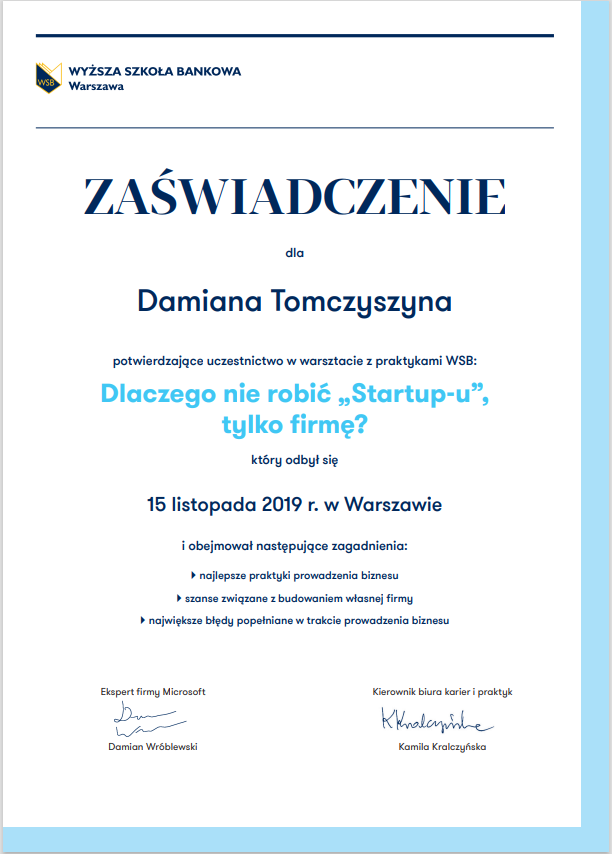 WSB
WYŻSZA SZKOŁA BANKOWA
Warszawa
ZAŚWIADCZENIE
dla
Damiana Tomczyszyna
potwierdzające uczestnictwo w warsztacie z praktykami WSB:
Dlaczego nie robić „Startup-u”,
tylko firmę?
który odbył się
15 listopada 2019 r. w Warszawie
i obejmował następujące zagadnienia:
najlepsze praktyki prowadzenia biznesu
szanse związane z budowaniem własnej firmy
największe błędy popełniane w trakcie prowadzenia biznesu
Ekspert firmy Microsoft
Damian Wróblewski
Kierownik biura karier i praktyk
KKralczyńska
Kamila Kralczyńska